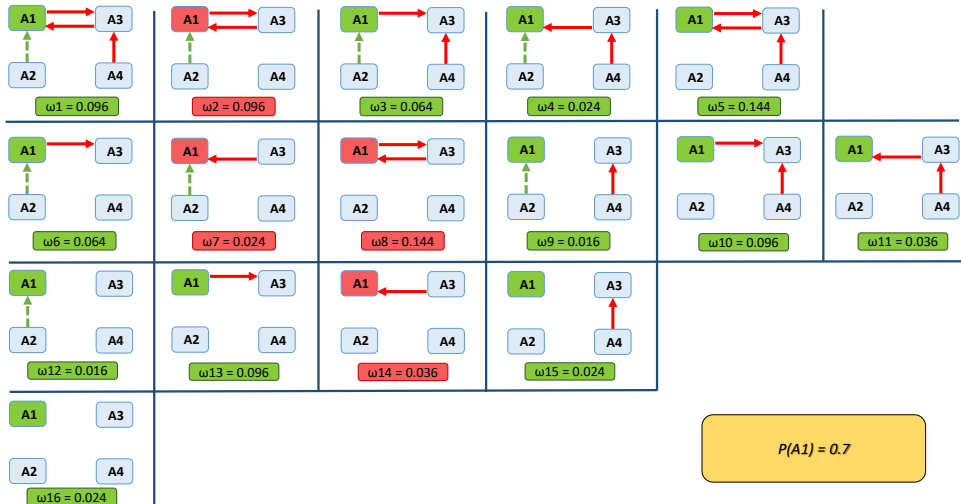 A1 A3
A2 A4
ω1 = 0.096
A1 A3
A2 A4
ω2 = 0.096
A1 A3
A2 A4
ω3 = 0.064
A1 A3
A2 A4
ω4 = 0.024
A1 A3
A2 A4
ω5 = 0.144
A1 A3
A2 A4
ω6 = 0.064
A1 A3
A2 A4
ω7 = 0.024
A1 A3
A2 A4
ω8 = 0.144
A1 A3
A2 A4
ω9 = 0.016
A1 A3
A2 A4
ω10 = 0.096
A1 A3
A2 A4
ω11 = 0.036
A1 A3
A2 A4
ω12 = 0.016
A1 A3
A2 A4
ω13 = 0.096
A1 A3
A2 A4
ω14 = 0.036
A1 A3
A2 A4
ω15 = 0.024
A1 A3
A2 A4
ω16 = 0.024
P(A1) = 0.7